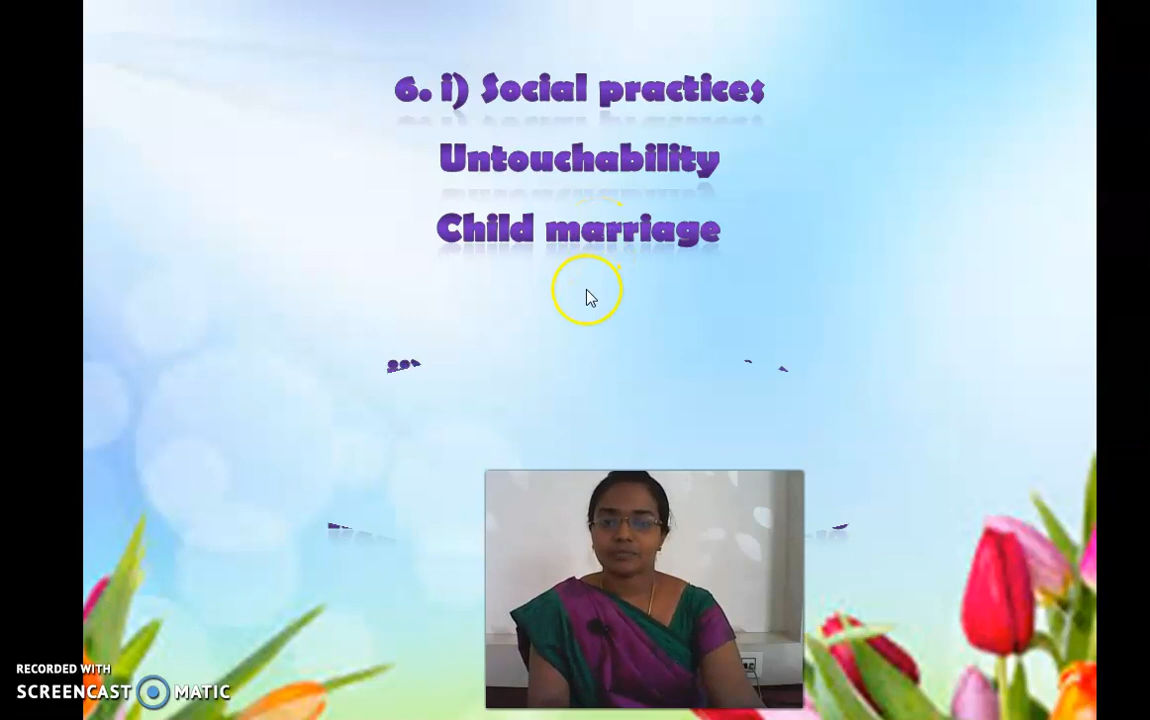 6. i) Social practices
Untouchability
Child marriage
RECORDED WITH
SCREENCAST MATIC